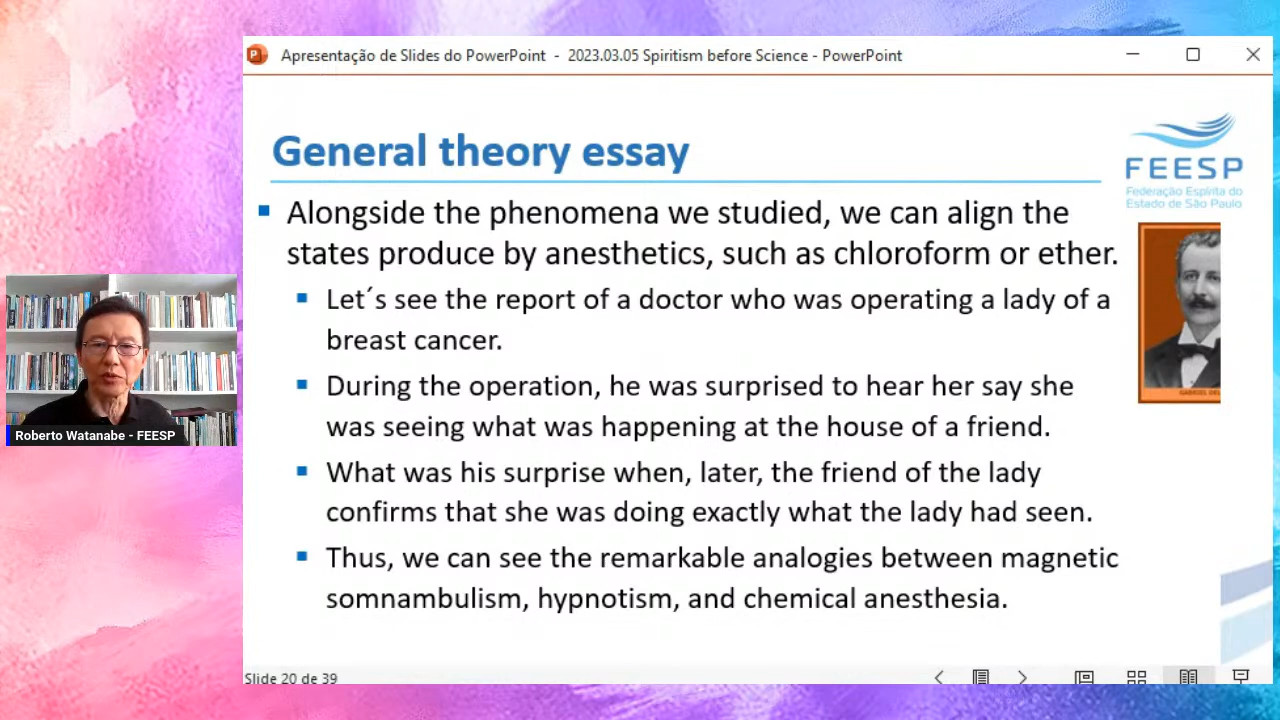 Apresentação de Slides do PowerPoint - 2023.03.05 Spiritism before Science - PowerPoint
General theory essay
FEESP
Federação Espírita do
Estado de São Paulo
Alongside the phenomena we studied, we can align the
states produce by anesthetics, such as chloroform or ether.
Let´s see the report of a doctor who was operating a lady of a
breast cancer.
During the operation, he was surprised to hear her say she
was seeing what was happening at the house of a friend.
What was his surprise when, later, the friend of the lady
confirms that she was doing exactly what the lady had seen.
Thus, we can see the remarkable analogies between magnetic
somnambulism, hypnotism, and chemical anesthesia.
GABRIEL
Roberto Watanabe - FEESP
Slide 20 de 39